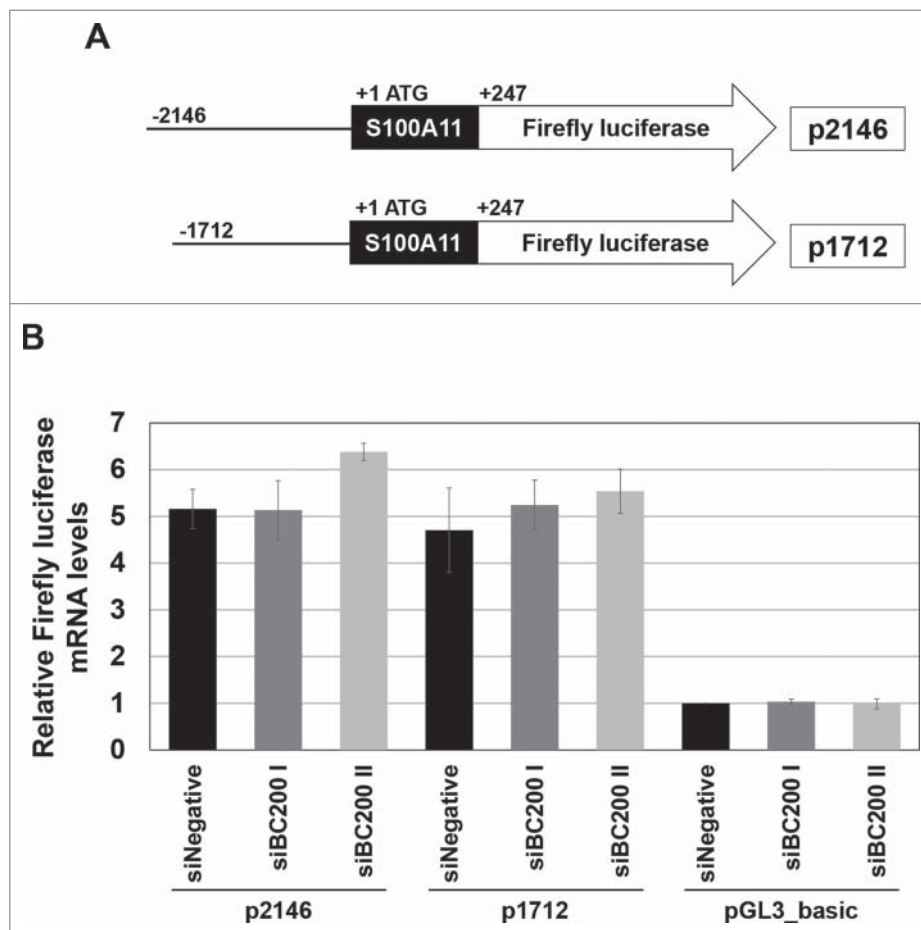 A
+1 ATG +247
-2146
S100A11 Firefly luciferase p2146
+1 ATG +247
-1712
S100A11 Firefly luciferase p1712
B
Relative Firefly luciferase
mRNA levels
7
6
5
4
3
2
1
0
siNegative
siBC200 I
siBC200 II
siNegative
siBC200 I
siBC200 II
siNegative
siBC200 I
siBC200 II
p2146 p1712 pGL3_basic